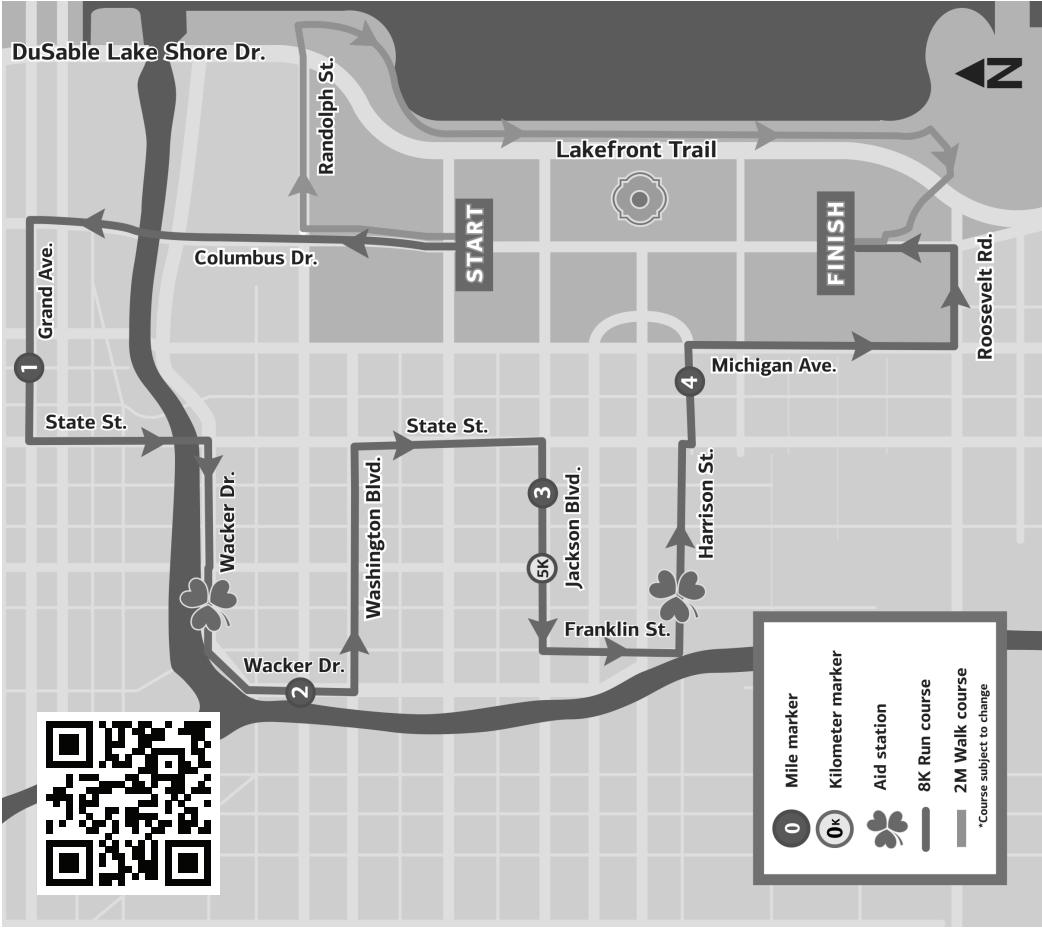 DuSable Lake Shore Dr.
Randolph St.
N
Lakefront Trail
START
FINISH
Columbus Dr.
Grand Ave.
Roosevelt Rd.
1
Michigan Ave.
4
State St.
State St.
Wacker Dr.
Washington Blvd.
3
Jackson Blvd.
Harrison St.
5K
Franklin St.
Wacker Dr.
2
0 Mile marker
0K Kilometer marker
Aid station
8K Run course
2M Walk course
*Course subject to change